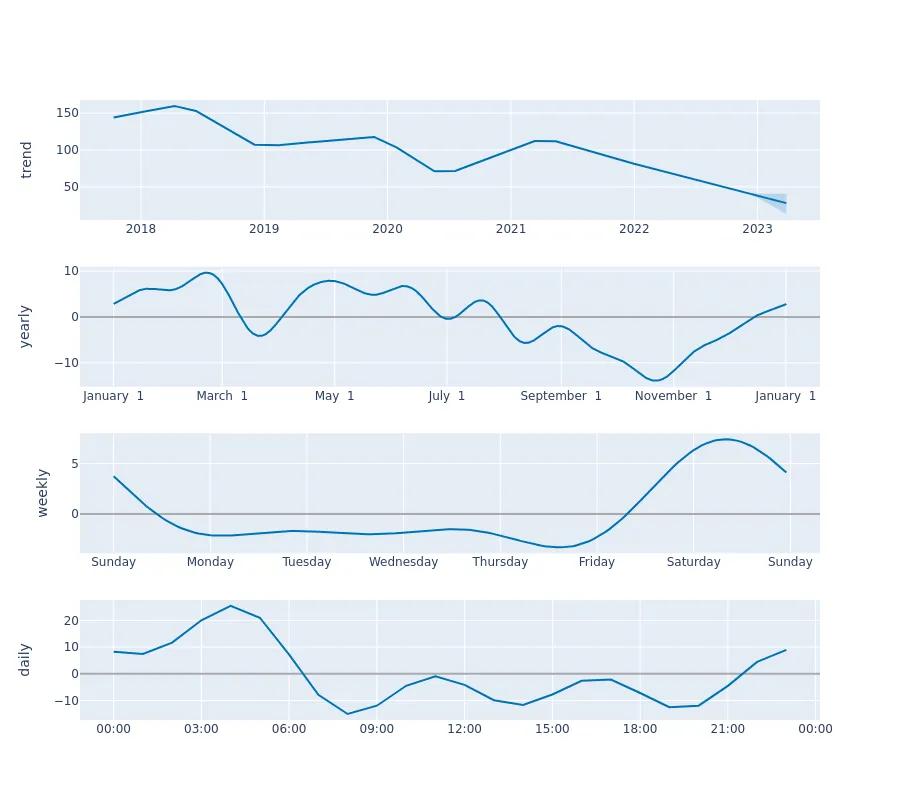 trend
150
100
50
2018 2019 2020 2021 2022 2023
yearly
10
0
−10
January 1 March 1 May 1 July 1 September 1 November 1 January 1
weekly
5
0
Sunday Monday Tuesday Wednesday Thursday Friday Saturday Sunday
daily
20
10
0
−10
00:00 03:00 06:00 09:00 12:00 15:00 18:00 21:00 00:00